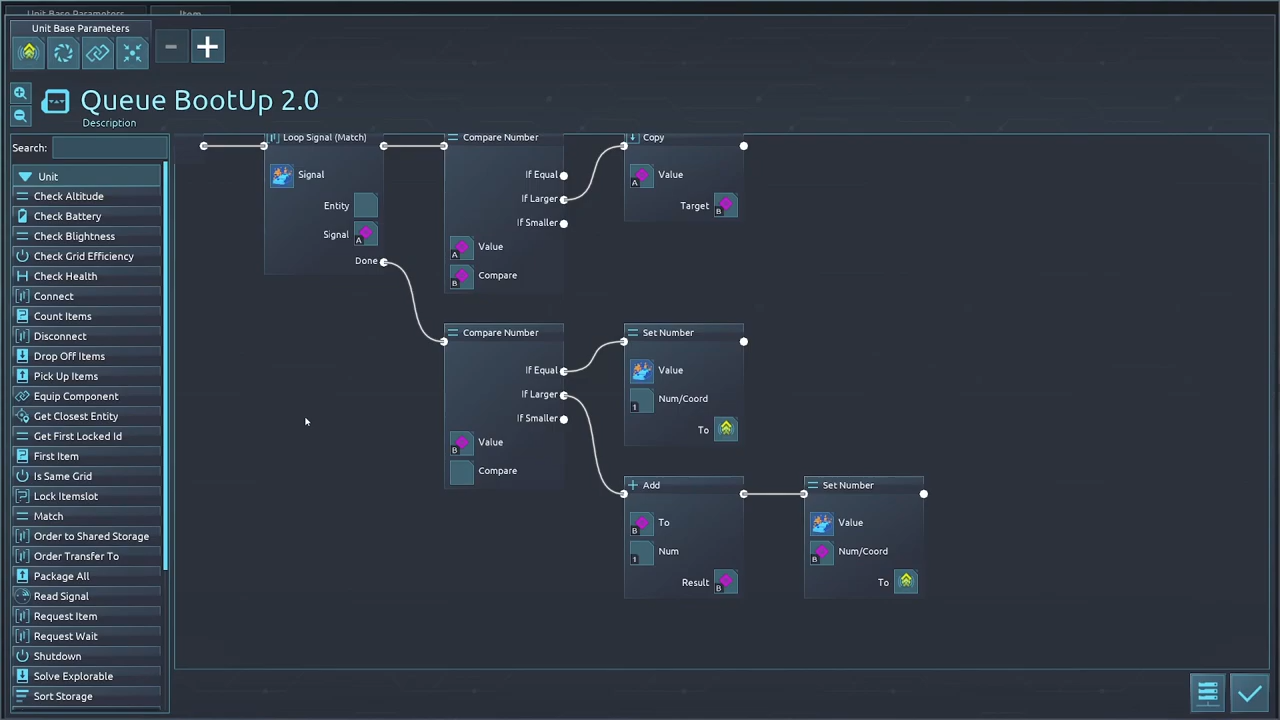 Unit Base Parameters
Item
Unit Base Parameters
Queue BootUp 2.0
Description
Search:
Unit
Check Altitude
Check Battery
Check Blightness
Check Grid Efficiency
Check Health
Connect
Count Items
Disconnect
Drop Off Items
Pick Up Items
Equip Component
Get Closest Entity
Get First Locked Id
First Item
Is Same Grid
Lock Itemslot
Match
Order to Shared Storage
Order Transfer To
Package All
Read Signal
Request Item
Request Wait
Shutdown
Solve Explorable
Sort Storage
Loop Signal (Match)
Signal
Entity
Signal
A
Done
Compare Number
If Equal
If Larger
If Smaller
A
Value
B
Compare
Copy
A
Value
Target
B
Compare Number
If Equal
If Larger
If Smaller
B
Value
Compare
Set Number
Value
1
Num/Coord
To
Add
B
To
1
Num
Result
B
Set Number
Value
B
Num/Coord
To